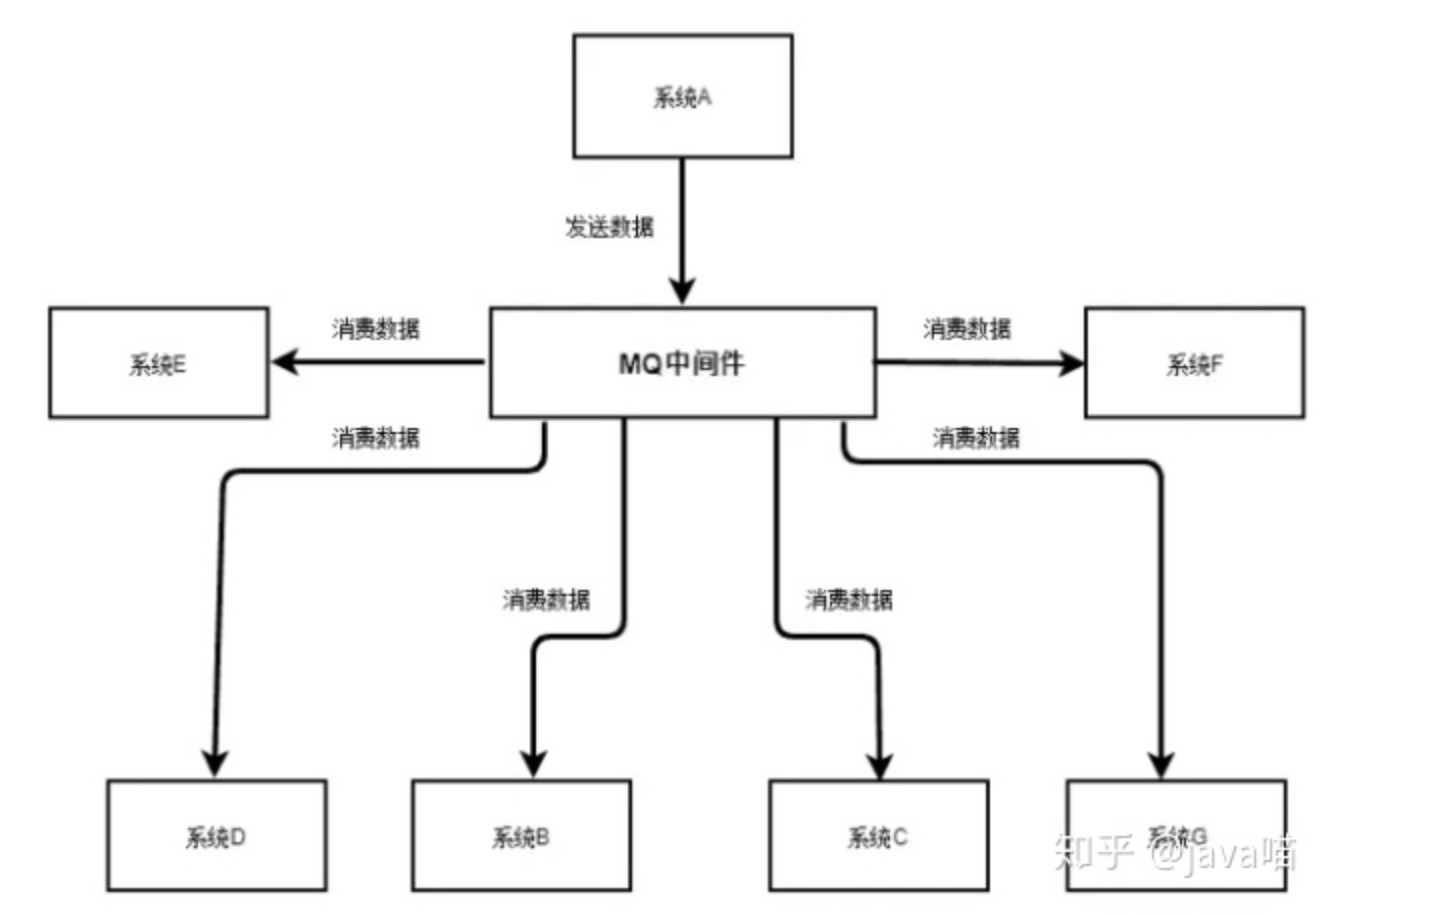 系统A
发送数据
消费数据
消费数据
系统E
MQ中间件
系统F
消费数据
消费数据
消费数据
消费数据
系统D
系统B
系统C
系统G
知乎 @java喵